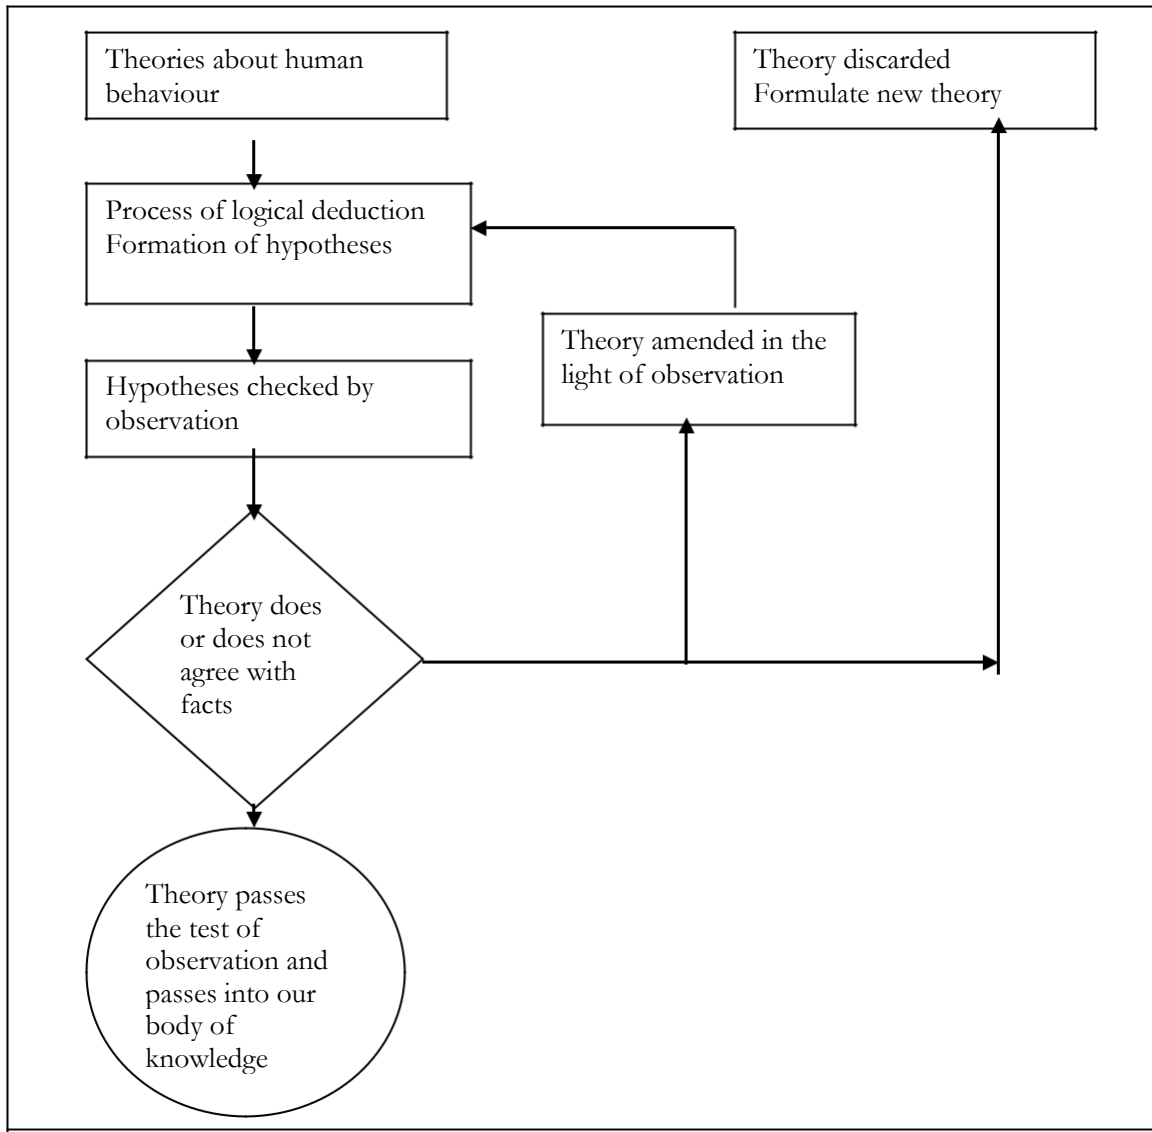 Theories about human
behaviour
Theory discarded
Formulate new theory
Process of logical deduction
Formation of hypotheses
Theory amended in the
light of observation
Hypotheses checked by
observation
Theory does
or does not
agree with
facts
Theory passes
the test of
observation and
passes into our
body of
knowledge